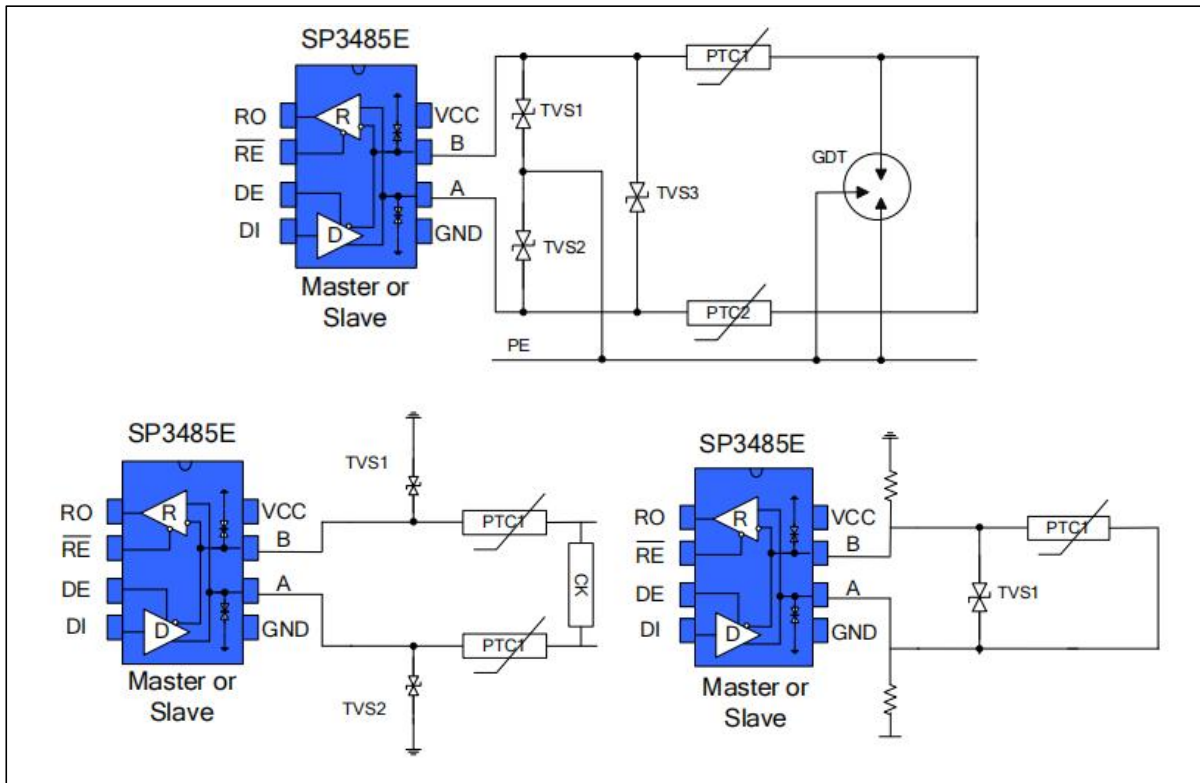 SP3485E
RO
RE
DE
DI
R
D
VCC
B
A
GND
Master or
Slave
TVS1
TVS2
TVS3
PTC1
PTC2
GDT
PE
SP3485E
RO
RE
DE
DI
R
D
VCC
B
A
GND
Master or
Slave
TVS1
TVS2
PTC1
PTC1
CK
SP3485E
RO
RE
DE
DI
R
D
VCC
B
A
GND
Master or
Slave
TVS1
PTC1